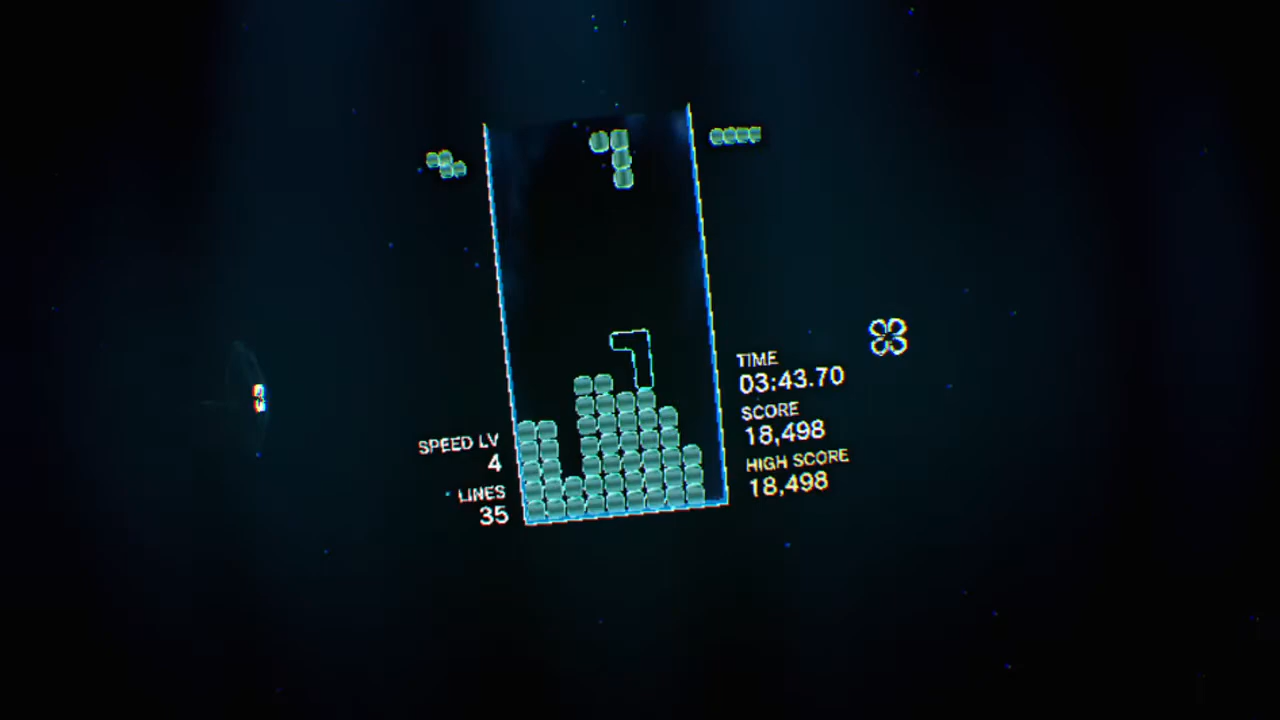 SPEED LV
4
LINES
35
TIME
03:43.70
SCORE
18,498
HIGH SCORE
18,498